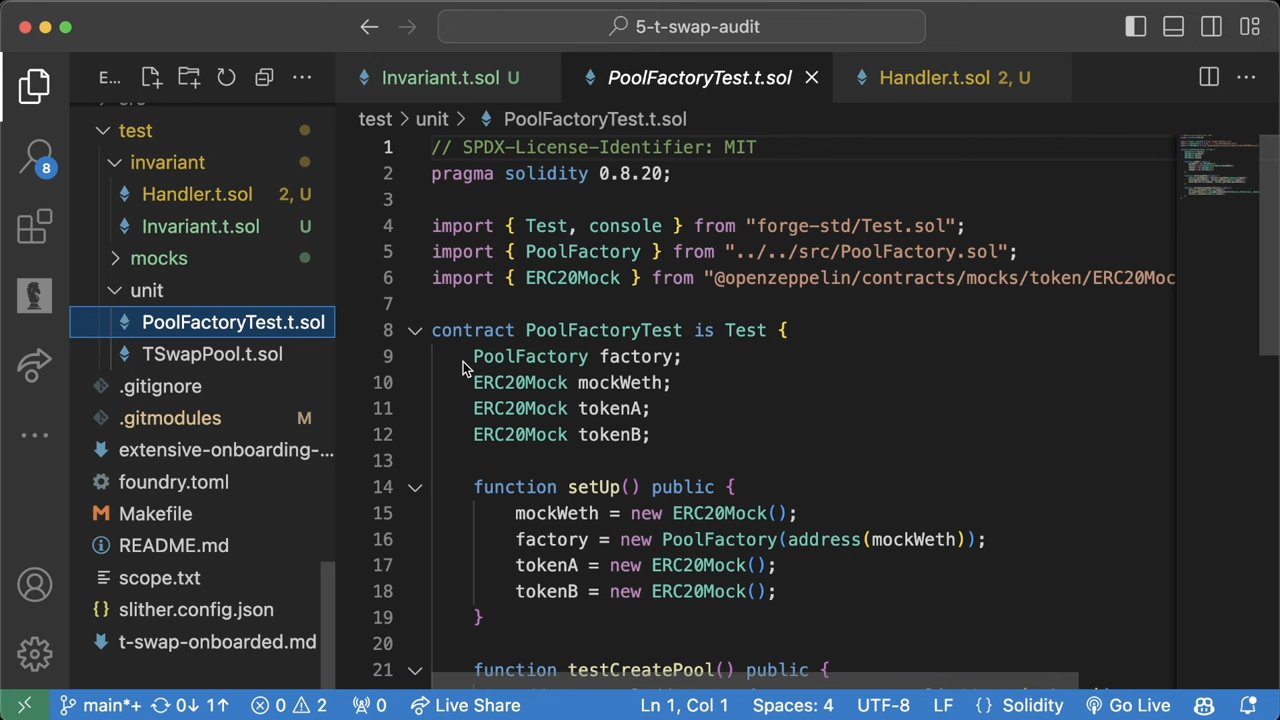 5-t-swap-audit
E...
Invariant.t.sol U
PoolFactoryTest.t.sol
Handler.t.sol 2, U
test > unit > PoolFactoryTest.t.sol
test
invariant
Handler.t.sol 2, U
Invariant.t.sol U
mocks
unit
PoolFactoryTest.t.sol
TSwapPool.t.sol
.gitignore
.gitmodules M
extensive-onboarding-...
foundry.toml
Makefile
README.md
scope.txt
slither.config.json
t-swap-onboarded.md
8
1 // SPDX-License-Identifier: MIT
2 pragma solidity 0.8.20;
3
4 import { Test, console } from "forge-std/Test.sol";
5 import { PoolFactory } from "../../src/PoolFactory.sol";
6 import { ERC20Mock } from "@openzeppelin/contracts/mocks/token/ERC20Moc
7
8 contract PoolFactoryTest is Test {
9 PoolFactory factory;
10 ERC20Mock mockWeth;
11 ERC20Mock tokenA;
12 ERC20Mock tokenB;
13
14 function setUp() public {
15 mockWeth = new ERC20Mock();
16 factory = new PoolFactory(address(mockWeth));
17 tokenA = new ERC20Mock();
18 tokenB = new ERC20Mock();
19 }
20
21 function testCreatePool() public {
main*+ 0↓ 1↑ 0 2 0 Live Share Ln 1, Col 1 Spaces: 4 UTF-8 LF {} Solidity Go Live